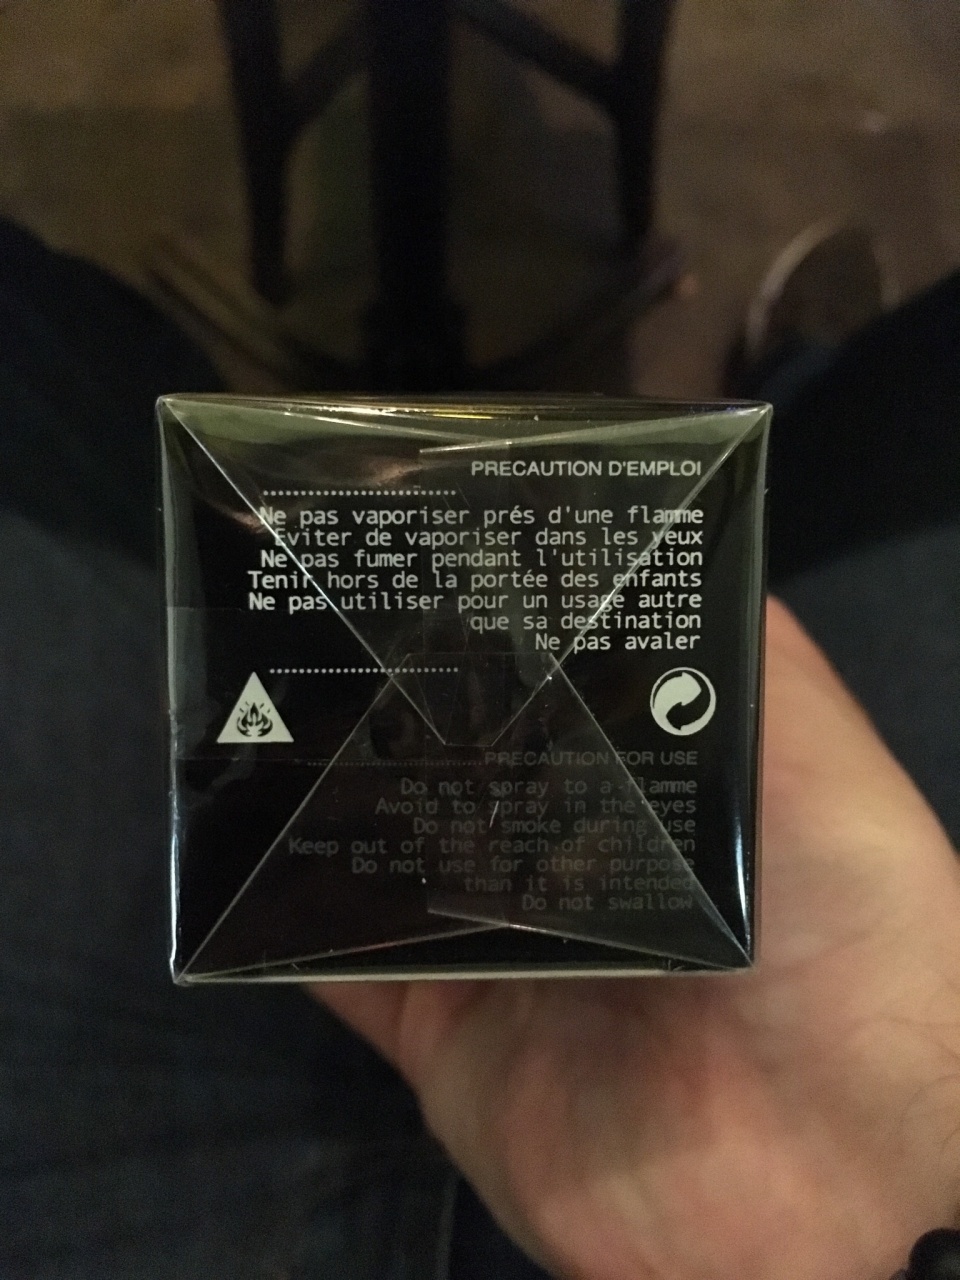 PRECAUTION D'EMPLOI
Ne pas vaporiser prés d'une flamme
Eviter de vaporiser dans les yeux
Ne pas fumer pendant l'utilisation
Tenir hors de la portée des enfants
Ne pas utiliser pour un usage autre
que sa destination
Ne pas avaler
PRECAUTION FOR USE
Do not spray to a flamme
Avoid to spray in the eyes
Do not smoke during use
Keep out of the reach of children
Do not use for other purpose
than it is intended
Do not swallow